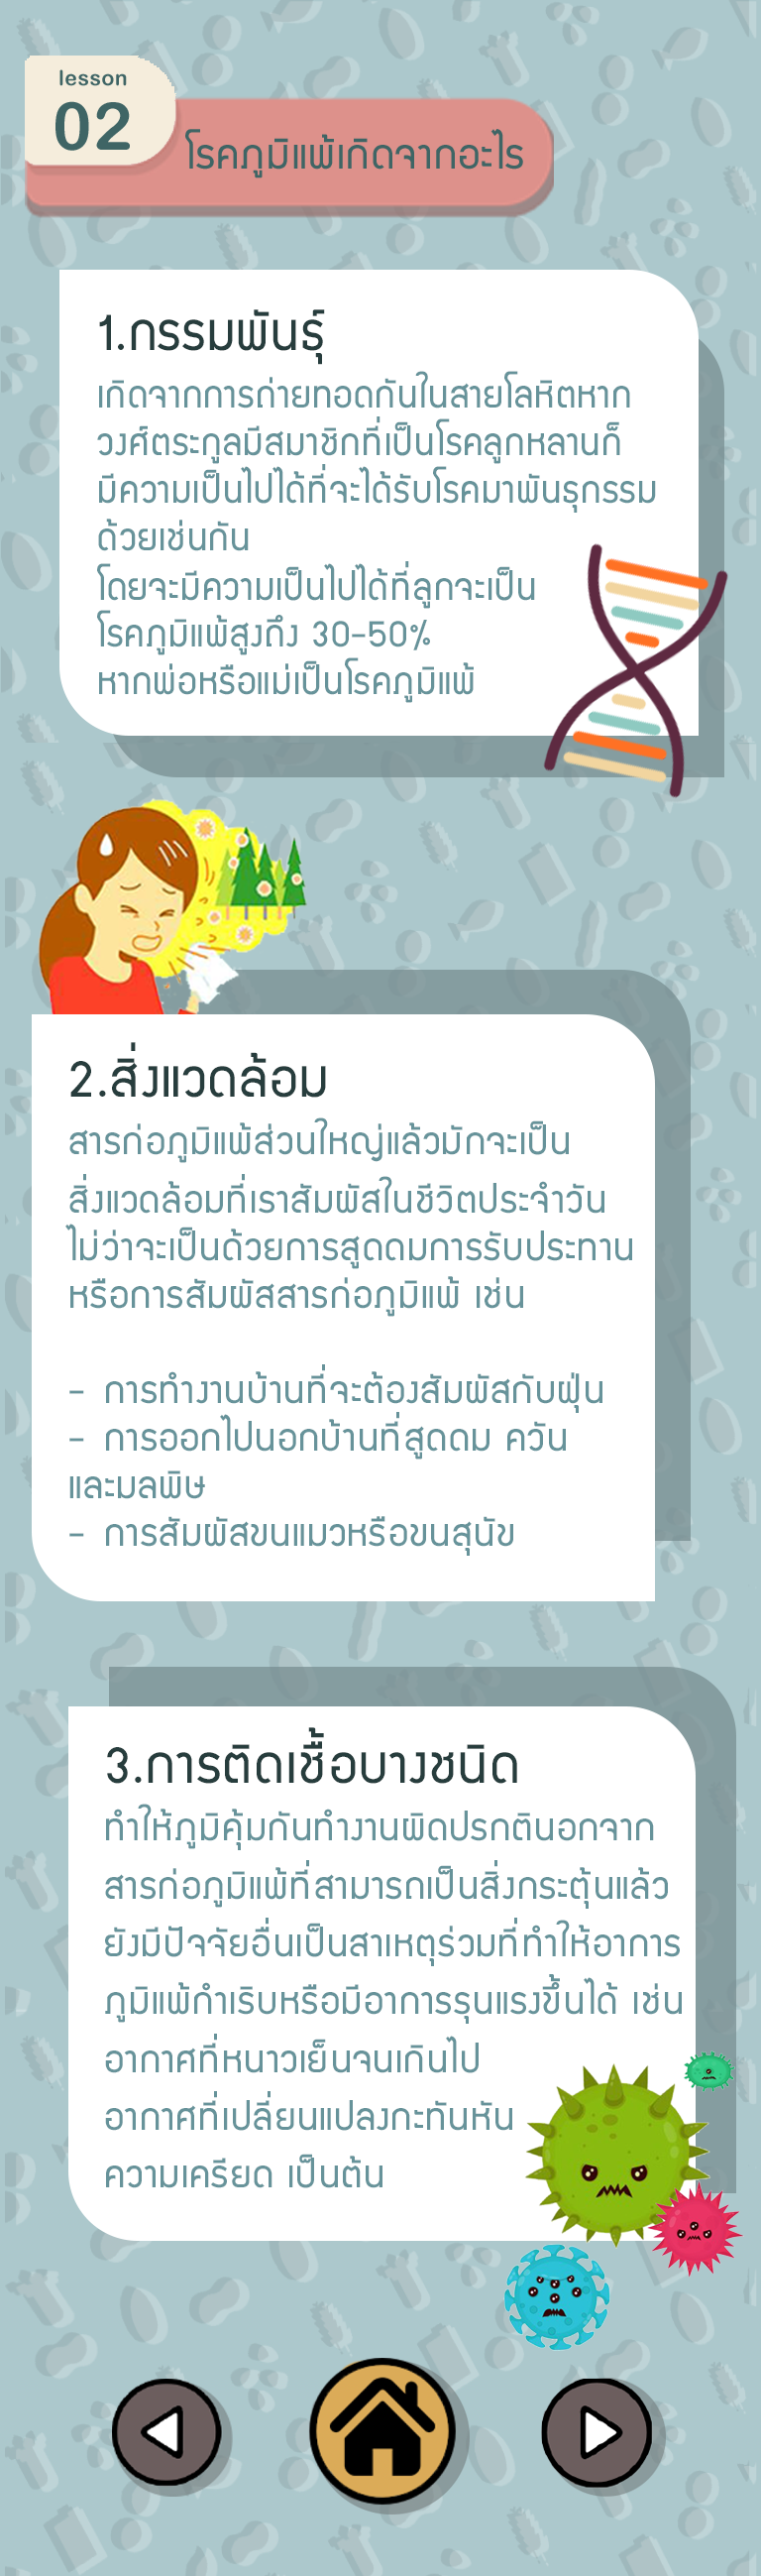 lesson
02
โรคภูมิแพ้เกิดจากอะไร
1.กรรมพันธุ์
เกิดจากการถ่ายทอดกันในสายโลหิตหาก
วงศ์ตระกูลมีสมาชิกที่เป็นโรคลูกหลานก็
มีความเป็นไปได้ที่จะได้รับโรคมาพันธุกรรม
ด้วยเช่นกัน
โดยจะมีความเป็นไปได้ที่ลูกจะเป็น
โรคภูมิแพ้สูงถึง 30-50%
หากพ่อหรือแม่เป็นโรคภูมิแพ้
2.สิ่งแวดล้อม
สารก่อภูมิแพ้ส่วนใหญ่แล้วมักจะเป็น
สิ่งแวดล้อมที่เราสัมผัสในชีวิตประจำวัน
ไม่ว่าจะเป็นด้วยการสูดดมการรับประทาน
หรือการสัมผัสสารก่อภูมิแพ้ เช่น
- การทำงานบ้านที่จะต้องสัมผัสกับฝุ่น
- การออกไปนอกบ้านที่สูดดม ควัน
และมลพิษ
- การสัมผัสขนแมวหรือขนสุนัข
3.การติดเชื้อบางชนิด
ทำให้ภูมิคุ้มกันทำงานผิดปรกตินอกจาก
สารก่อภูมิแพ้ที่สามารถเป็นสิ่งกระตุ้นแล้ว
ยังมีปัจจัยอื่นเป็นสาเหตุร่วมที่ทำให้อาการ
ภูมิแพ้กำเริบหรือมีอาการรุนแรงขึ้นได้ เช่น
อากาศที่หนาวเย็นจนเกินไป
อากาศที่เปลี่ยนแปลงกะทันหัน
ความเครียด เป็นต้น